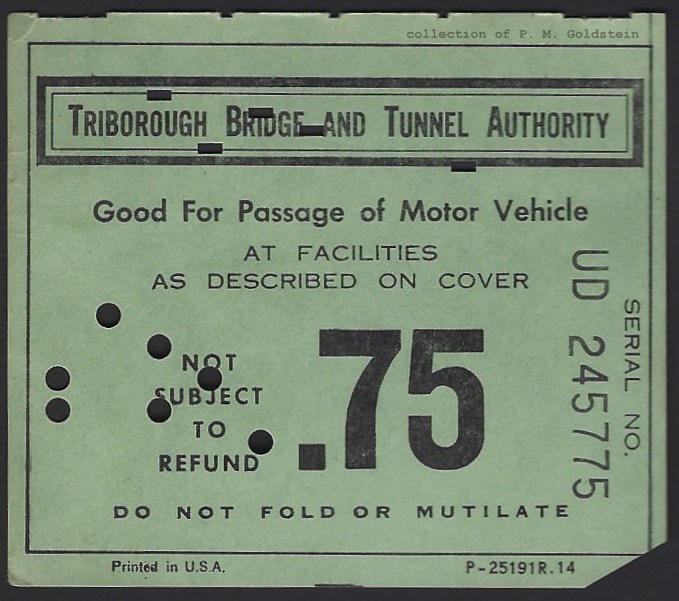 collection of P. M. Goldstein
TRIBOROUGH BRIDGE AND TUNNEL AUTHORITY
Good For Passage of Motor Vehicle
AT FACILITIES
AS DESCRIBED ON COVER
NOT
SUBJECT
TO
REFUND
.75
SERIAL NO.
UD 245775
DO NOT FOLD OR MUTILATE
Printed in U.S.A.
P-25191R.14